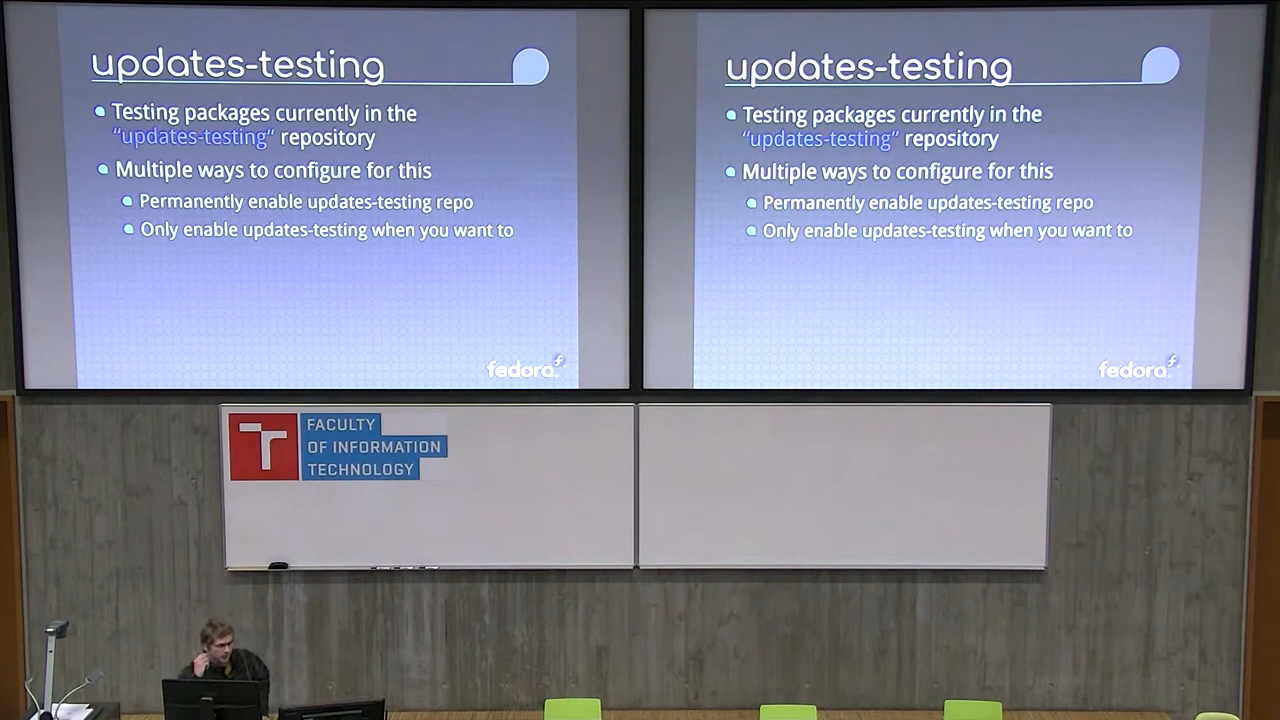 updates-testing
Testing packages currently in the
“updates-testing” repository
Multiple ways to configure for this
Permanently enable updates-testing repo
Only enable updates-testing when you want to
fedora
updates-testing
Testing packages currently in the
“updates-testing” repository
Multiple ways to configure for this
Permanently enable updates-testing repo
Only enable updates-testing when you want to
fedora
T
FACULTY
OF INFORMATION
TECHNOLOGY